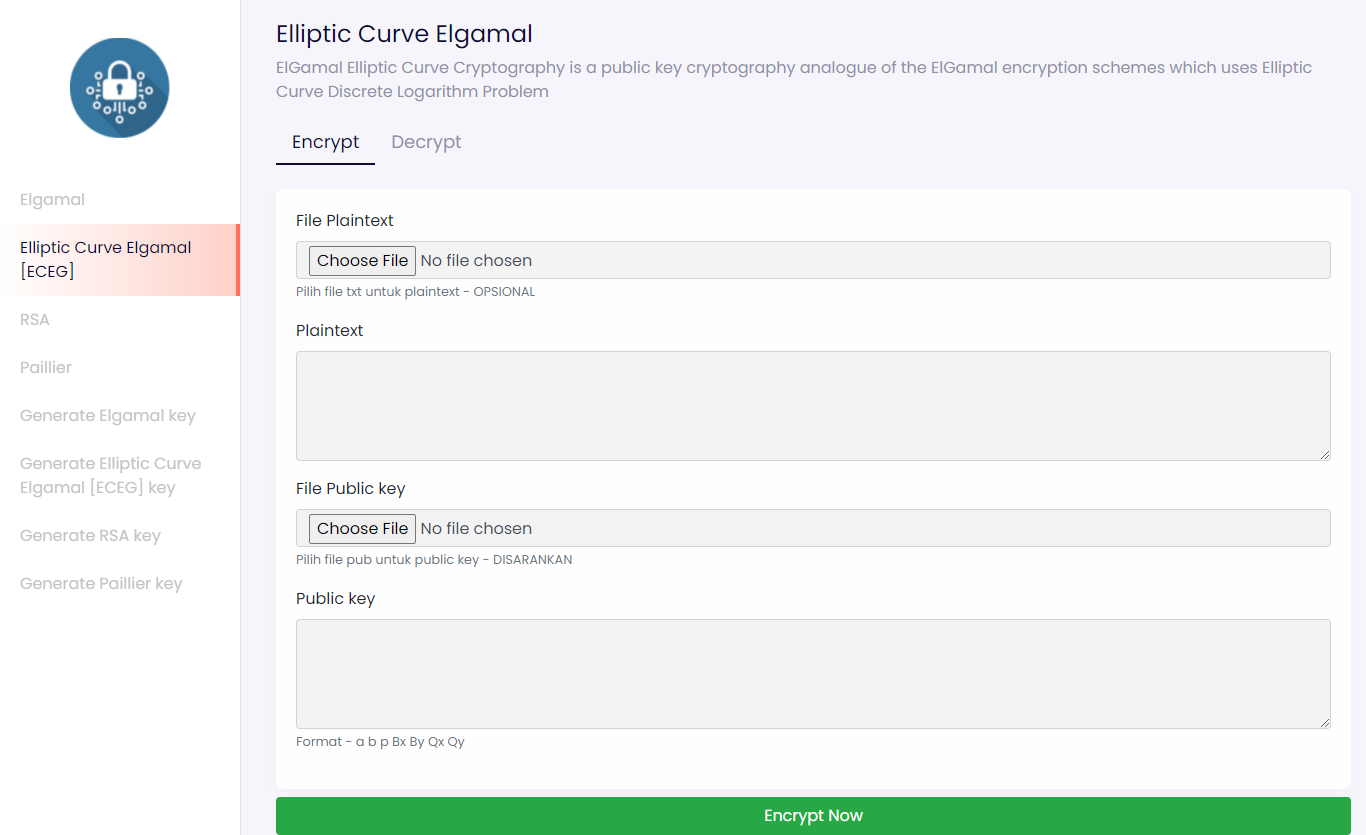 Elgamal
Elliptic Curve Elgamal
[ECEG]
RSA
Paillier
Generate Elgamal key
Generate Elliptic Curve
Elgamal [ECEG] key
Generate RSA key
Generate Paillier key
Elliptic Curve Elgamal
ElGamal Elliptic Curve Cryptography is a public key cryptography analogue of the ElGamal encryption schemes which uses Elliptic
Curve Discrete Logarithm Problem
Encrypt Decrypt
File Plaintext
Choose File No file chosen
Pilih file txt untuk plaintext - OPSIONAL
Plaintext
File Public key
Choose File No file chosen
Pilih file pub untuk public key - DISARANKAN
Public key
Format - a b p Bx By Qx Qy
Encrypt Now